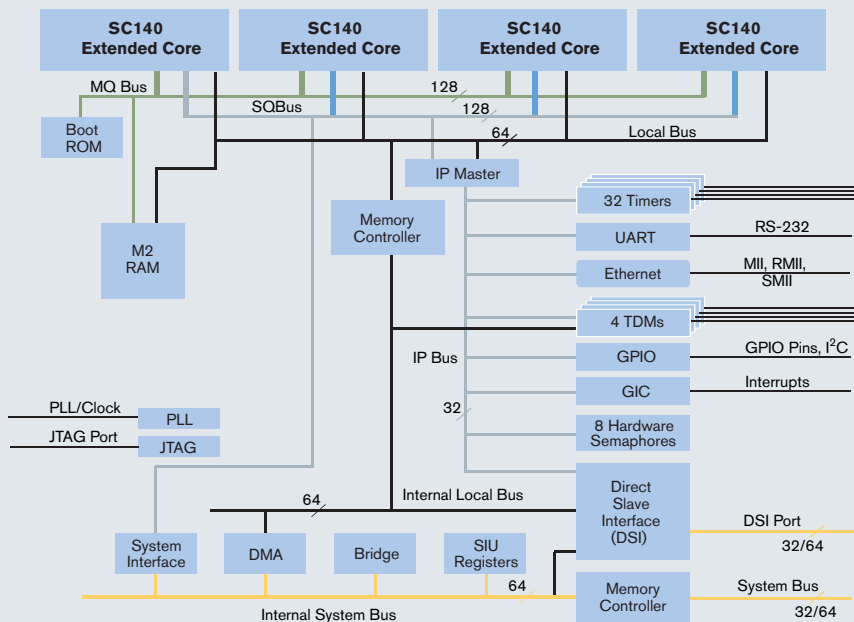 SC140
Extended Core
SC140
Extended Core
SC140
Extended Core
SC140
Extended Core
MQ Bus
128
SQBus
128
64
Local Bus
Boot
ROM
IP Master
32 Timers
M2
RAM
Memory
Controller
UART
RS-232
Ethernet
MII, RMII,
SMII
4 TDMs
IP Bus
GPIO
GPIO Pins, I²C
GIC
Interrupts
32
PLL/Clock
PLL
JTAG Port
JTAG
8 Hardware
Semaphores
64
Internal Local Bus
Direct
Slave
Interface
(DSI)
DSI Port
32/64
System
Interface
DMA
Bridge
SIU
Registers
64
Internal System Bus
Memory
Controller
System Bus
32/64